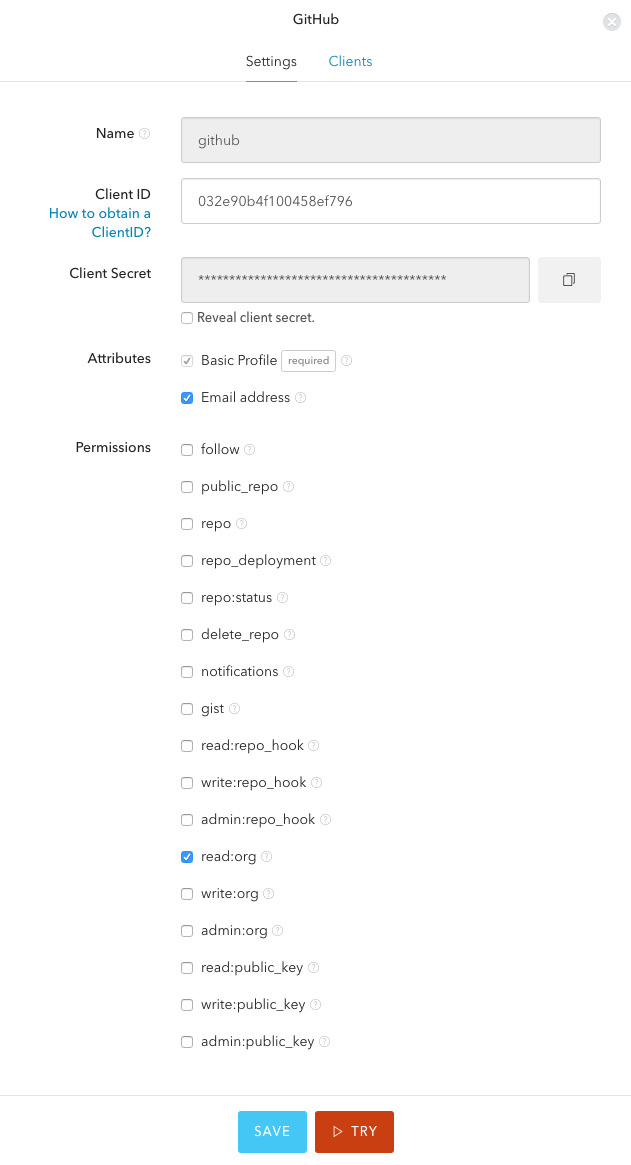 GitHub
Settings
Clients
Name
github
Client ID
How to obtain a
ClientID?
032e90b4f100458ef796
Client Secret
****************************************
Reveal client secret.
Attributes
Basic Profile required
Email address
Permissions
follow
public_repo
repo
repo_deployment
repo:status
delete_repo
notifications
gist
read:repo_hook
write:repo_hook
admin:repo_hook
read:org
write:org
admin:org
read:public_key
write:public_key
admin:public_key
SAVE
TRY